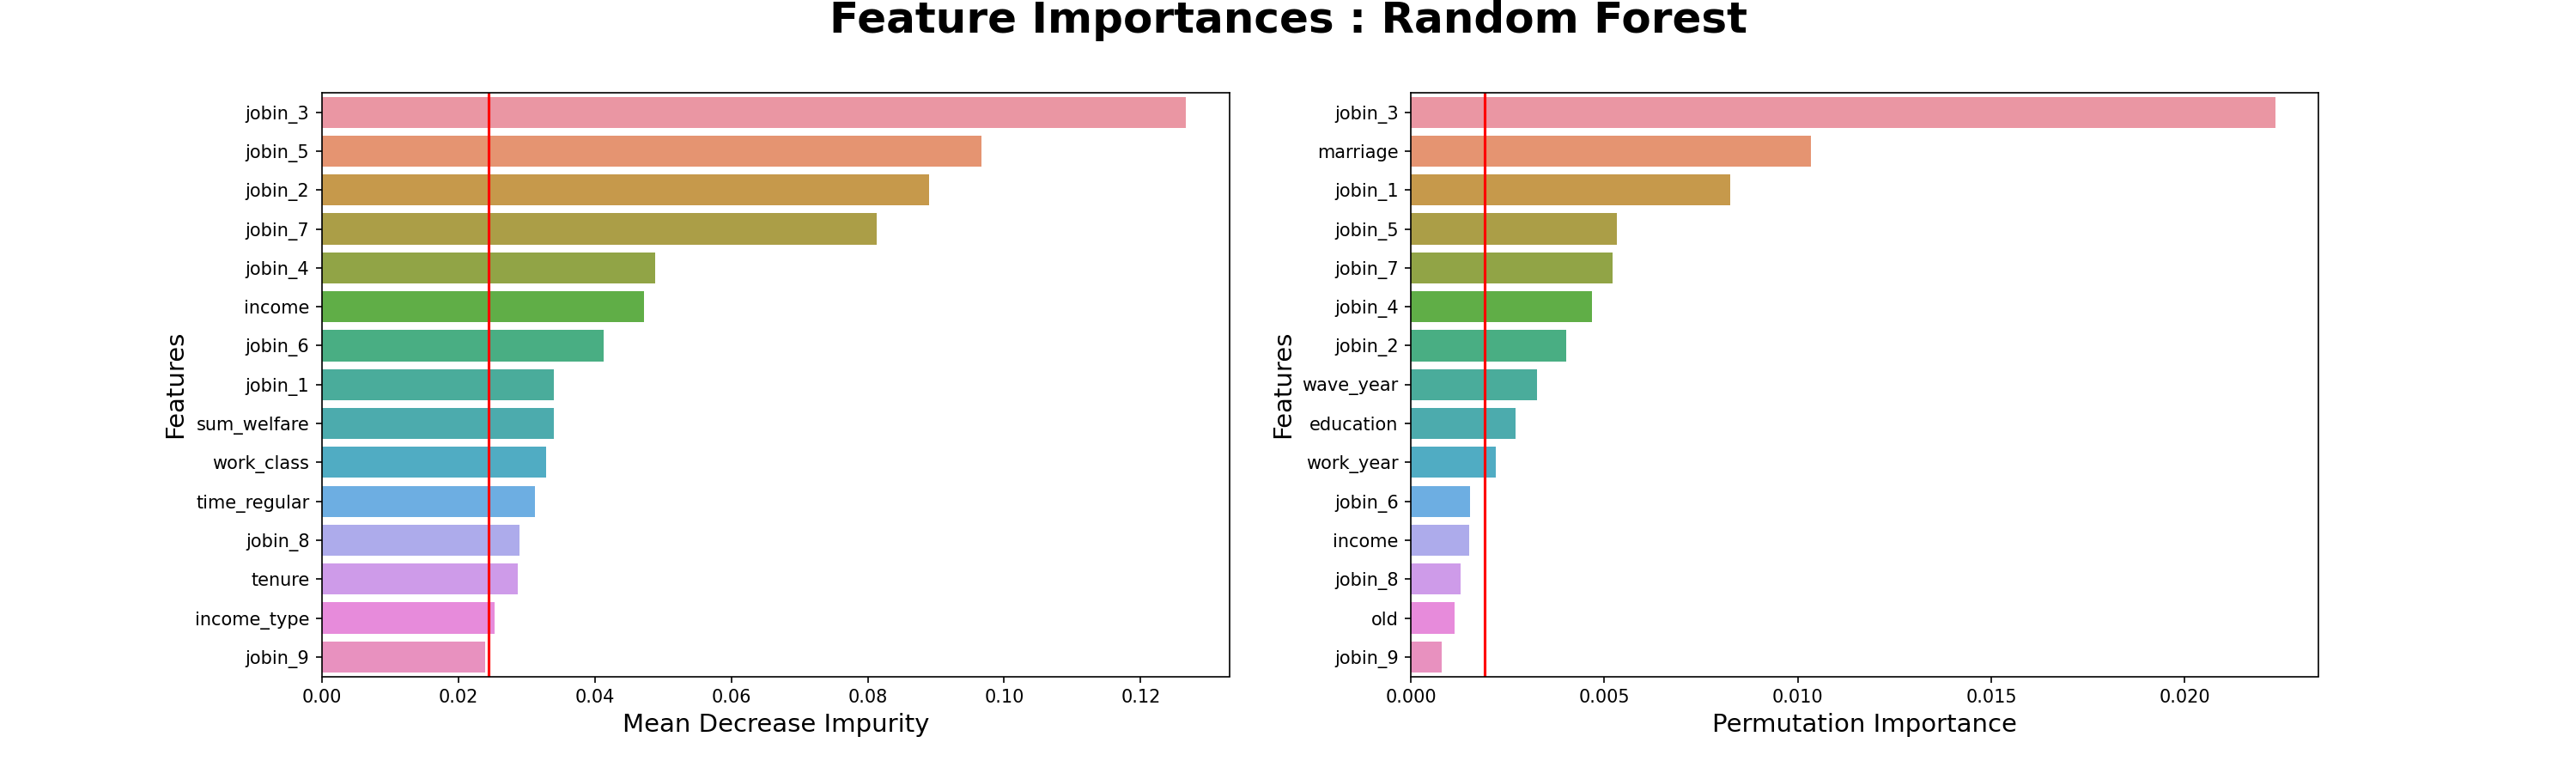 Feature Importances : Random Forest
Features
jobin_3
jobin_5
jobin_2
jobin_7
jobin_4
income
jobin_6
jobin_1
sum_welfare
work_class
time_regular
jobin_8
tenure
income_type
jobin_9
0.00 0.02 0.04 0.06 0.08 0.10 0.12
Mean Decrease Impurity
Features
jobin_3
marriage
jobin_1
jobin_5
jobin_7
jobin_4
jobin_2
wave_year
education
work_year
jobin_6
income
jobin_8
old
jobin_9
0.000 0.005 0.010 0.015 0.020
Permutation Importance